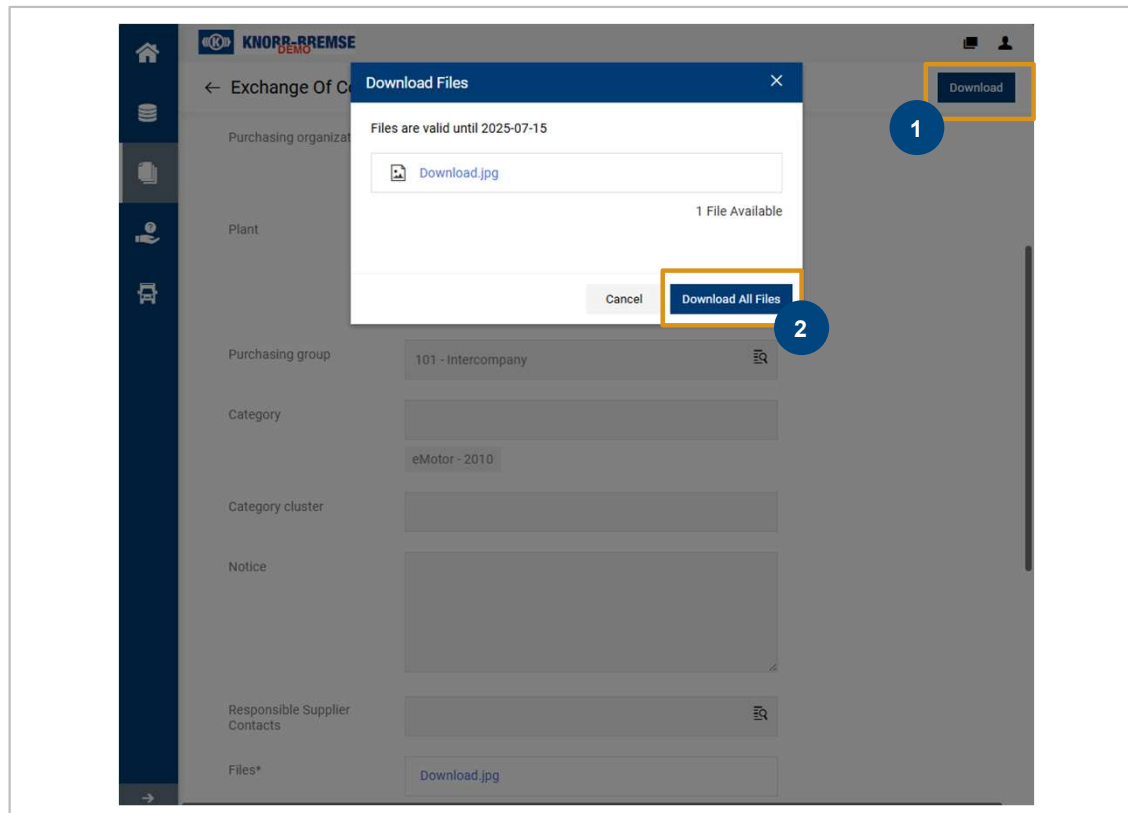 KNORR-BREMSE
DEMO
Exchange Of C
Download
1
Download Files
Files are valid until 2025-07-15
Download.jpg
1 File Available
Cancel
Download All Files
2
Purchasing organizat
Plant
Purchasing group
101 - Intercompany
Category
eMotor - 2010
Category cluster
Notice
Responsible Supplier
Contacts
Files*
Download.jpg